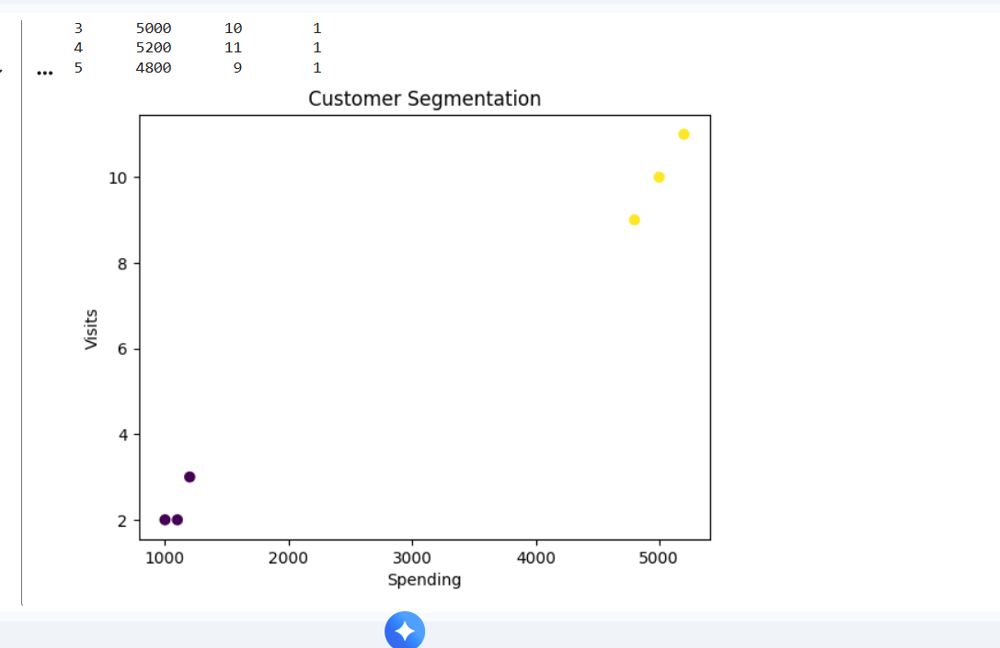 3 5000 10 1
4 5200 11 1
... 5 4800 9 1
Customer Segmentation
10
8
6
4
2
Visits
1000 2000 3000 4000 5000
Spending